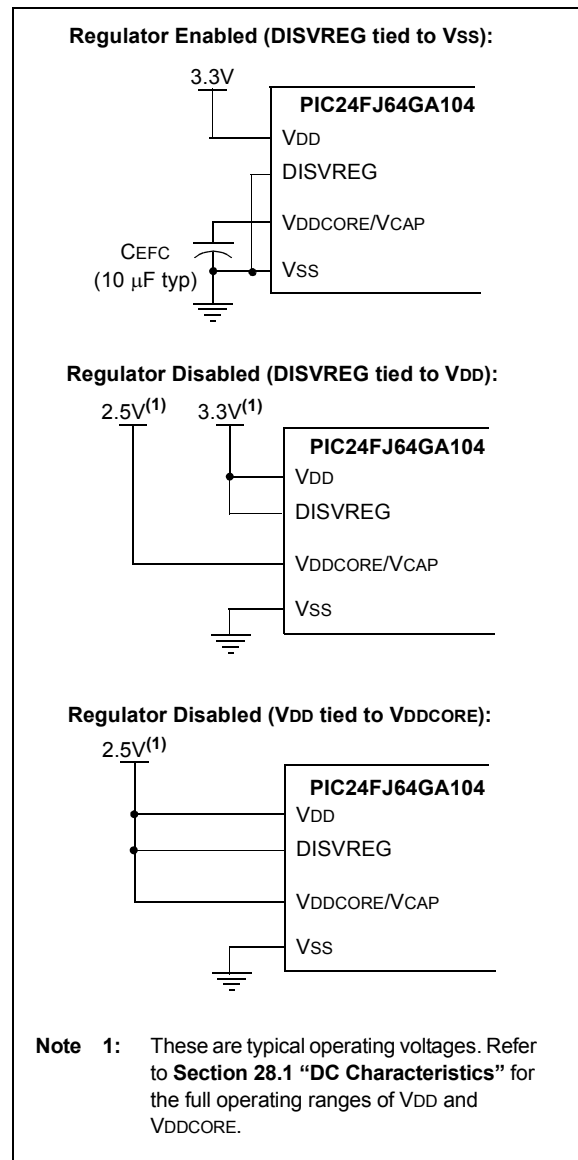 Regulator Enabled (DISVREG tied to VSS):
3.3V
PIC24FJ64GA104
VDD
DISVREG
VDDCORE/VCAP
CEFC
(10 μF typ)
VSS
Regulator Disabled (DISVREG tied to VDD):
2.5V(1) 3.3V(1)
PIC24FJ64GA104
VDD
DISVREG
VDDCORE/VCAP
VSS
Regulator Disabled (VDD tied to VDDCORE):
2.5V(1)
PIC24FJ64GA104
VDD
DISVREG
VDDCORE/VCAP
VSS
Note 1: These are typical operating voltages. Refer
to Section 28.1 “DC Characteristics” for
the full operating ranges of VDD and
VDDCORE.